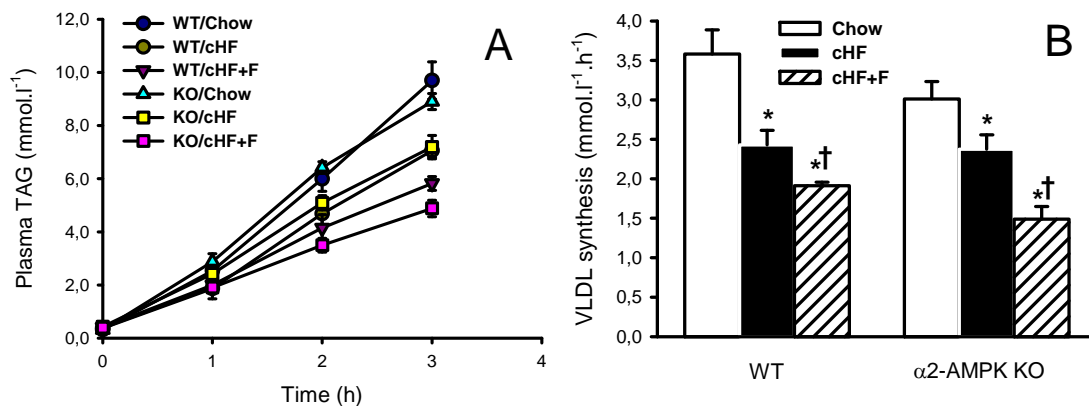 A
Plasma TAG (mmol.l⁻¹)
12,0
10,0
8,0
6,0
4,0
2,0
0,0
WT/Chow
WT/cHF
WT/cHF+F
KO/Chow
KO/cHF
KO/cHF+F
0 1 2 3 4
Time (h)
B
VLDL synthesis (mmol.l⁻¹.h⁻¹)
4,0
3,5
3,0
2,5
2,0
1,5
1,0
0,5
0,0
Chow
cHF
cHF+F
*
*†
*
*†
WT α2-AMPK KO